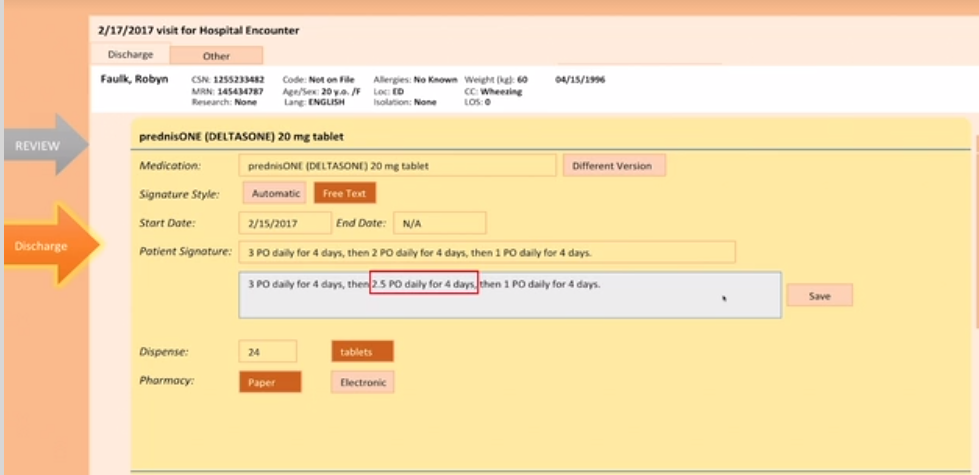 2/17/2017 visit for Hospital Encounter
Discharge Other
Faulk, Robyn CSN: 1255233482 Code: Not on File Allergies: No Known Weight (kg): 60 04/15/1996
MRN: 145434787 Age/Sex: 20 y.o. /F Loc: ED CC: Wheezing
Research: None Lang: ENGLISH Isolation: None LOS: 0
REVIEW
Discharge
prednisONE (DELTASONE) 20 mg tablet
Medication: prednisONE (DELTASONE) 20 mg tablet Different Version
Signature Style: Automatic Free Text
Start Date: 2/15/2017 End Date: N/A
Patient Signature: 3 PO daily for 4 days, then 2 PO daily for 4 days, then 1 PO daily for 4 days.
3 PO daily for 4 days, then 2.5 PO daily for 4 days, then 1 PO daily for 4 days.
Save
Dispense: 24 tablets
Pharmacy: Paper Electronic